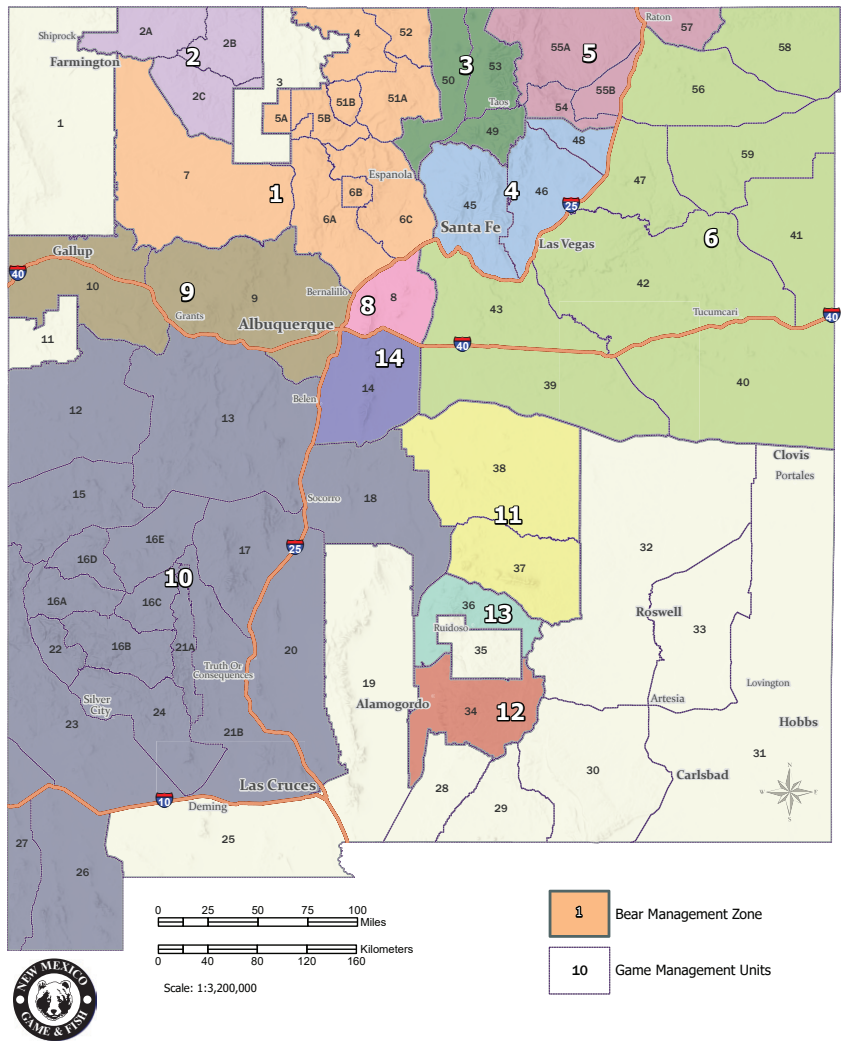 Raton
57
2A
4
52
Shiprock
2B
58
55A
5
2
Farmington
3
50
53
3
56
55B
2C
51B
51A
Taos
54
5A
5B
1
49
48
59
Espanola
7
47
6B
46
4
1
45
25
6A
6C
Santa Fe
41
6
Las Vegas
Gallup
40
42
10
9
9
Bernalillo
8
8
43
Tucumcari
40
Grants
Albuquerque
11
40
14
14
39
40
Belen
12
13
38
Clovis
Portales
15
Socorro
18
11
16E
17
25
32
16D
37
10
16A
16C
36
13
Roswell
Ruidoso
33
22
16B
21A
20
35
Truth Or
Consequences
19
Lovington
Silver
City
Alamogordo
34
12
Artesia
24
23
Hobbs
21B
31
30
Carlsbad
Las Cruces
28
N
W E
S
10
Deming
29
25
27
26
0 25 50 75 100
Miles
Kilometers
0 40 80 120 160
Scale: 1:3,200,000
1 Bear Management Zone
10 Game Management Units
NEW MEXICO
GAME & FISH